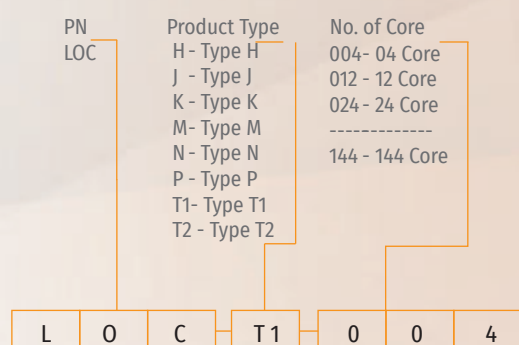 PN
LOC
Product Type
H - Type H
J - Type J
K - Type K
M- Type M
N - Type N
P - Type P
T1- Type T1
T2 - Type T2
No. of Core
004- 04 Core
012 - 12 Core
024 - 24 Core
-------------
144 - 144 Core
L O C T1 0 0 4